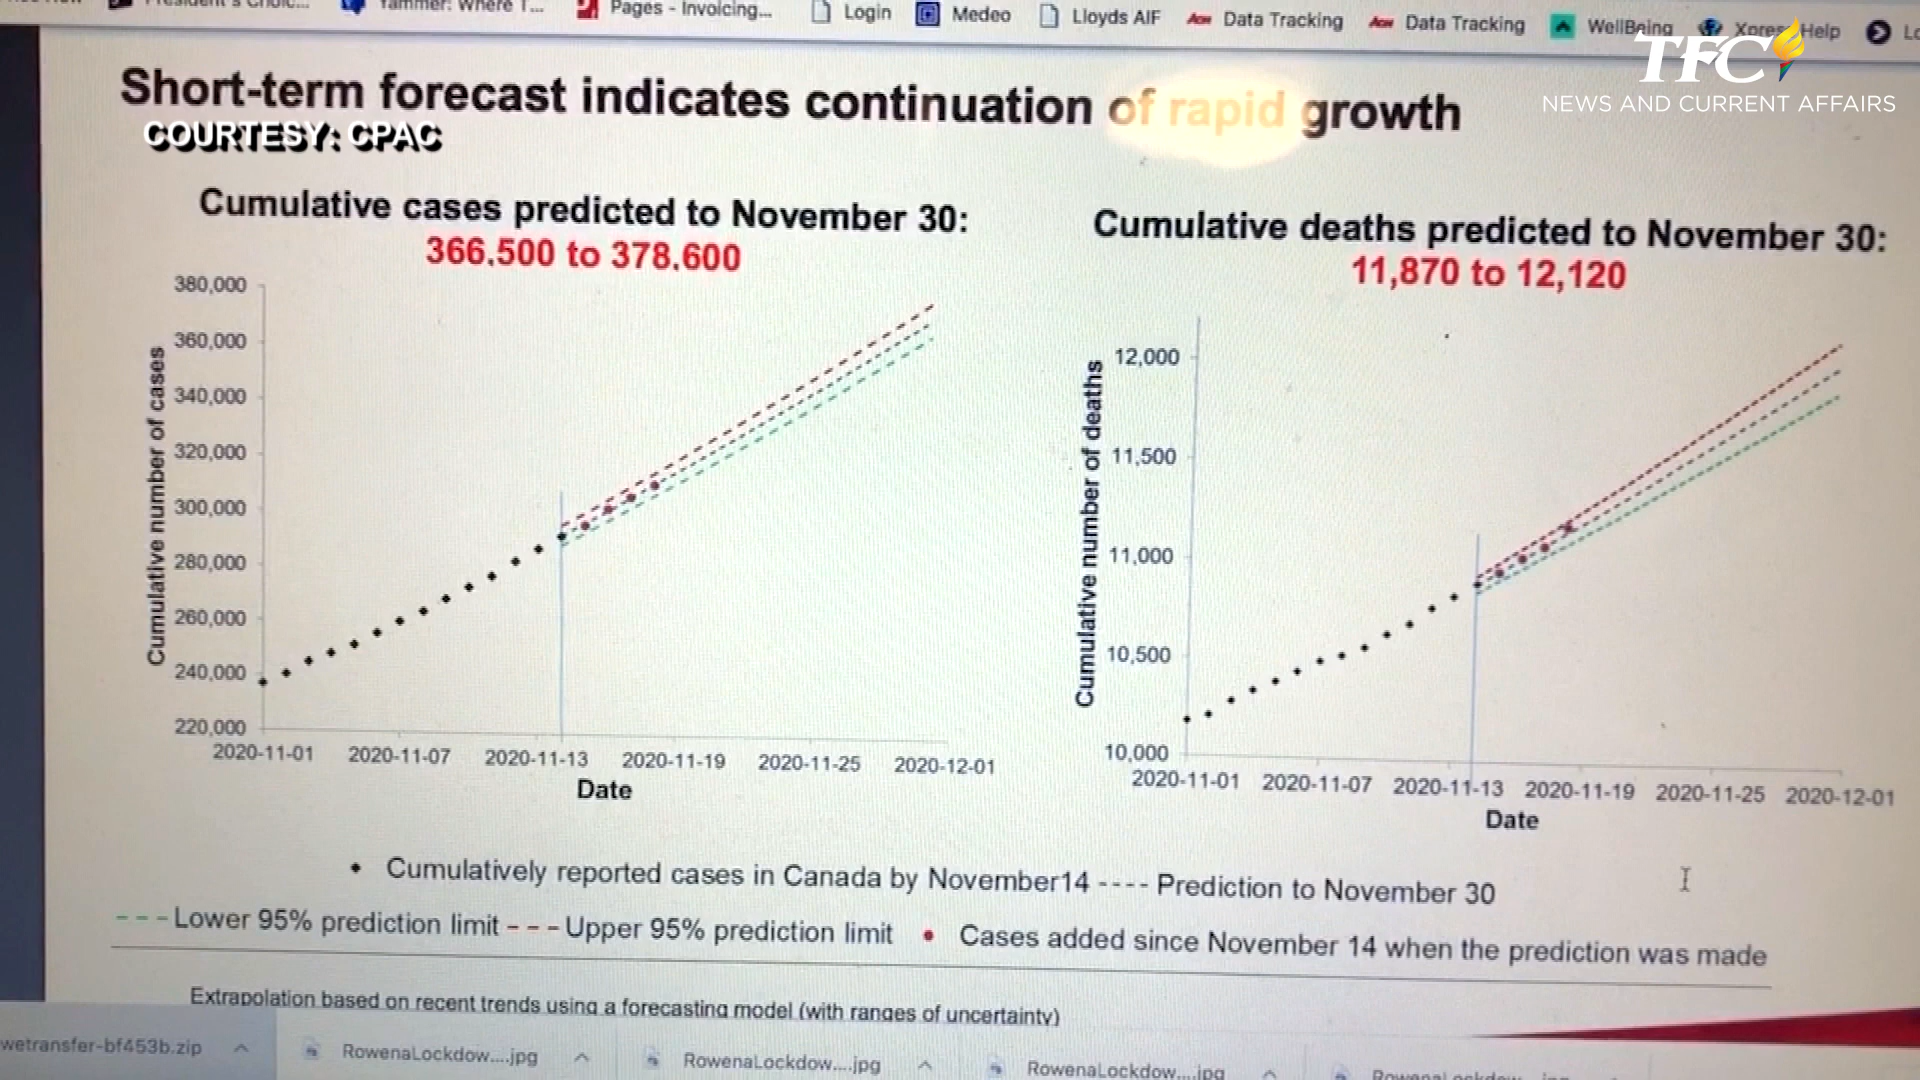 Yammer: Where T...
Pages - Invoicing...
Login
Medeo
Lloyds AIF
Data Tracking
Data Tracking
WellBeing
Help
TFC
NEWS AND CURRENT AFFAIRS
Short-term forecast indicates continuation of rapid growth
COURTESY: CPAC
Cumulative cases predicted to November 30:
366,500 to 378,600
380,000
360,000
340,000
320,000
300,000
280,000
260,000
240,000
220,000
Cumulative number of cases
2020-11-01 2020-11-07 2020-11-13 2020-11-19 2020-11-25 2020-12-01
Date
Cumulative deaths predicted to November 30:
11,870 to 12,120
12,000
11,500
11,000
10,500
10,000
Cumulative number of deaths
2020-11-01 2020-11-07 2020-11-13 2020-11-19 2020-11-25 2020-12-01
Date
• Cumulatively reported cases in Canada by November14 ---- Prediction to November 30
--- Lower 95% prediction limit --- Upper 95% prediction limit • Cases added since November 14 when the prediction was made
Extrapolation based on recent trends using a forecasting model (with ranges of uncertainty)
wetransfer-bf453b.zip
RowenaLockdow....jpg
RowenaLockdow....jpg
RowenaLockdow....jpg